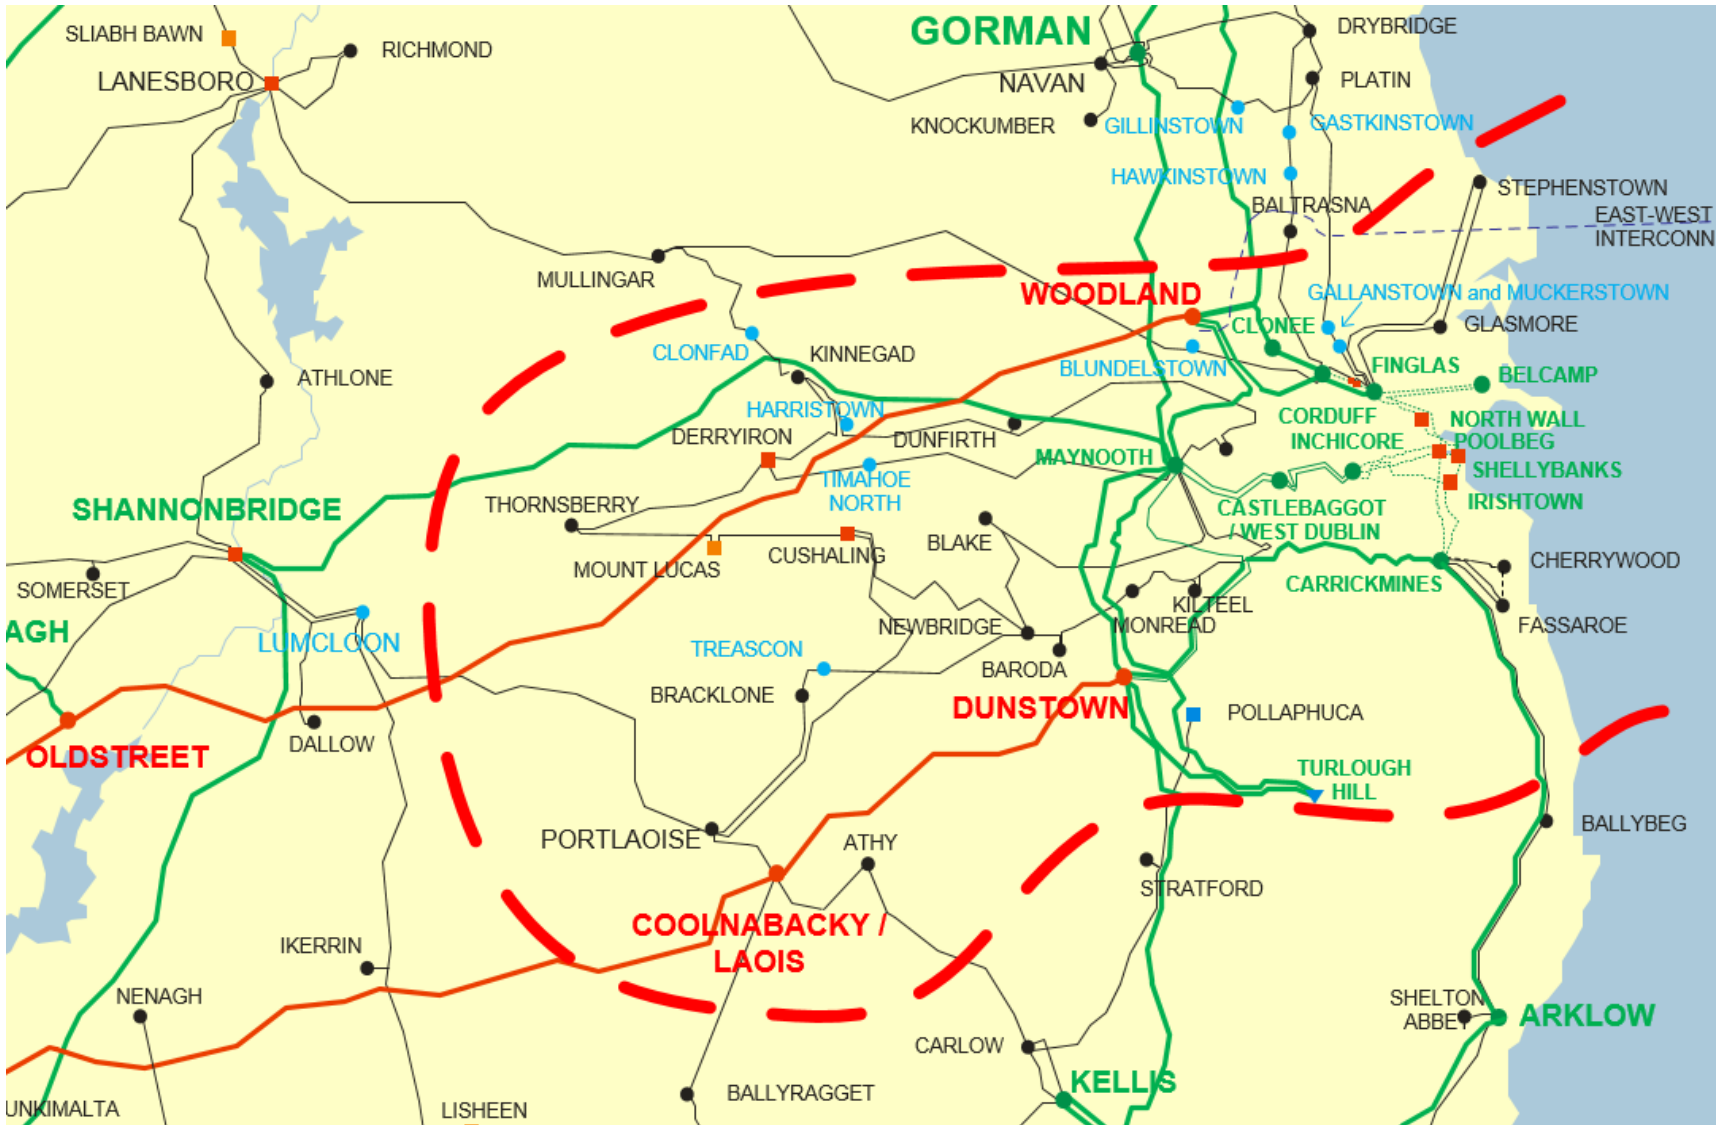 SLIABH BAWN
RICHMOND
LANESBORO
GORMAN
NAVAN
KNOCKUMBER
DRYBRIDGE
PLATIN
GILLINSTOWN
GASTKINSTOWN
HAWKINSTOWN
BALTRASNA
STEPHENSTOWN
EAST-WEST
INTERCONN
MULLINGAR
WOODLAND
GALLANSTOWN and MUCKERSTOWN
CLONEE
GLASMORE
CLONFAD
KINNEGAD
BLUNDELSTOWN
FINGLAS
BELCAMP
ATHLONE
HARRISTOWN
DERRYIRON
DUNFIRTH
CORDUFF
NORTH WALL
INCHICORE
POOLBEG
MAYNOOTH
SHELLYBANKS
TIMAHOE
NORTH
IRISHTOWN
SHANNONBRIDGE
THORNSBERRY
CASTLEBAGGOT
/ WEST DUBLIN
BLAKE
CUSHALING
MOUNT LUCAS
CHERRYWOOD
CARRICKMINES
SOMERSET
KILTEEL
AGH
LUMCLOON
NEWBRIDGE
MONREAD
FASSAROE
TREASCON
BARODA
BRACKLONE
DUNSTOWN
POLLAPHUCA
DALLOW
OLDSTREET
TURLOUGH
HILL
PORTLAOISE
ATHY
BALLYBEG
STRATFORD
COOLNABACKY /
LAOIS
IKERRIN
NENAGH
SHELTON
ABBEY
ARKLOW
CARLOW
KELLIS
BALLYRAGGET
UNKIMALTA
LISHEEN